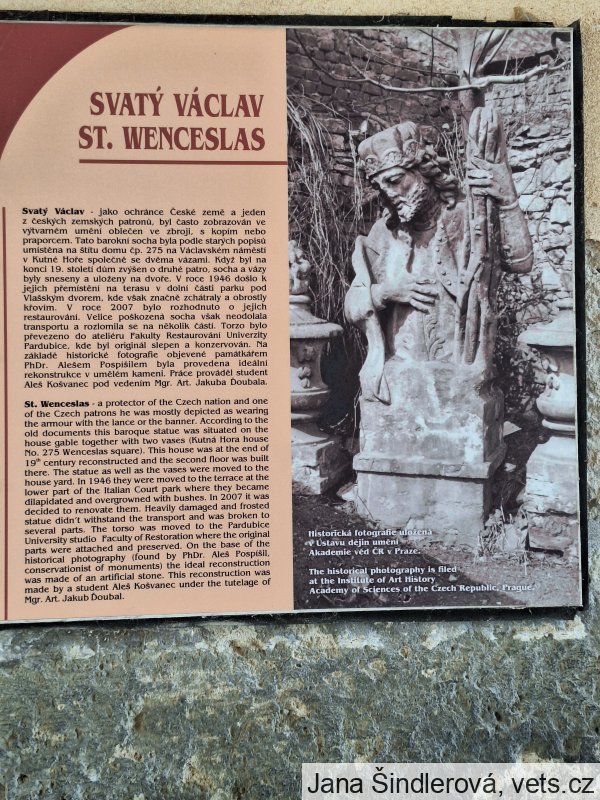 SVATÝ VÁCLAV
ST. WENCESLAS
Svatý Václav - jako ochránce České země a jeden
z českých zemských patronů, byl často zobrazován ve
výtvarném umění oblečen ve zbroji, s kopím nebo
praporcem. Tato barokní socha byla podle starých popisů
umístěna na štítu domu čp. 275 na Václavském náměstí
v Kutné Hoře společně se dvěma vázami. Když byl na
konci 19. století dům zvýšen o druhé patro, socha a vázy
byly sneseny a uloženy na dvoře. V roce 1946 došlo k
jejich přemístění na terasu v dolní části parku pod
Vlašským dvorem, kde však značně zchátraly a obrostly
křovím. V roce 2007 bylo rozhodnuto o jejich
restaurování. Velice poškozená socha však neodolala
transportu a rozlomila se na několik částí. Torzo bylo
převezeno do ateliéru Fakulty Restaurování Univerzity
Pardubice, kde byl originál slepen a konzervován. Na
základě historické fotografie objevené památkářem
PhDr. Alešem Pospíšilem byla provedena ideální
rekonstrukce v umělém kameni. Práce prováděl student
Aleš Košvanec pod vedením Mgr. Art. Jakuba Ďoubala.
St. Wenceslas - a protector of the Czech nation and one
of the Czech patrons he was mostly depicted as wearing
the armour with the lance or the banner. According to the
old documents this baroque statue was situated on the
house gable together with two vases (Kutná Hora house
No. 275 Wenceslas square). This house was at the end of
19th century reconstructed and the second floor was built
there. The statue as well as the vases were moved to the
house yard. In 1946 they were moved to the terrace at the
lower part of the Italian Court park where they became
dilapidated and overgrown with bushes. In 2007 it was
decided to renovate them. Heavily damaged and frosted
statue didn't withstand the transport and was broken to
several parts. The torso was moved to the Pardubice
University studio Faculty of Restoration where the original
parts were attached and preserved. On the base of the
historical photography (found by PhDr. Aleš Pospíšil,
conservationist of monuments) the ideal reconstruction
was made of an artificial stone. This reconstruction was
made by a student Aleš Košvanec under the tutelage of
Mgr. Art. Jakub Ďoubal.
Historická fotografie uložená
v Ústavu dějin umění
Akademie věd ČR v Praze.
The historical photography is filed
at the Institute of Art History
Academy of Sciences of the Czech Republic, Prague.
Jana Šindlerová, vets.cz